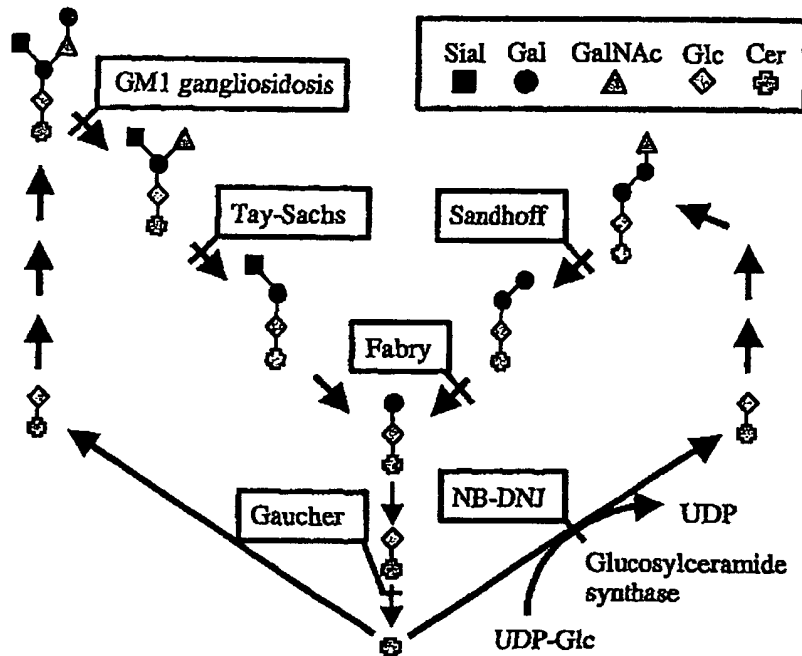 Sial Gal GalNAc Glc Cer
GM1 gangliosidosis
Tay-Sachs
Sandhoff
Fabry
Gaucher
NB-DNJ
UDP
Glucosylceramide
synthase
UDP-Glc